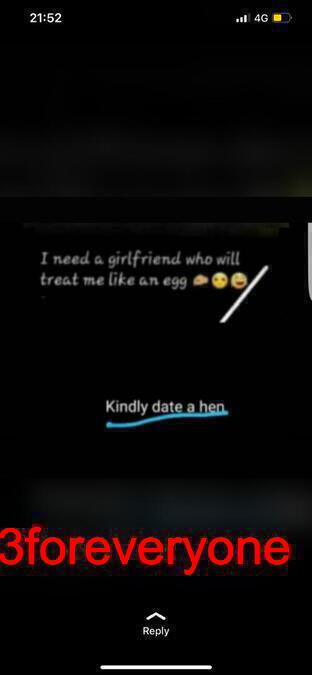 21:52
4G
I need a girlfriend who will
treat me like an egg
Kindly date a hen
3foreveryone
Reply